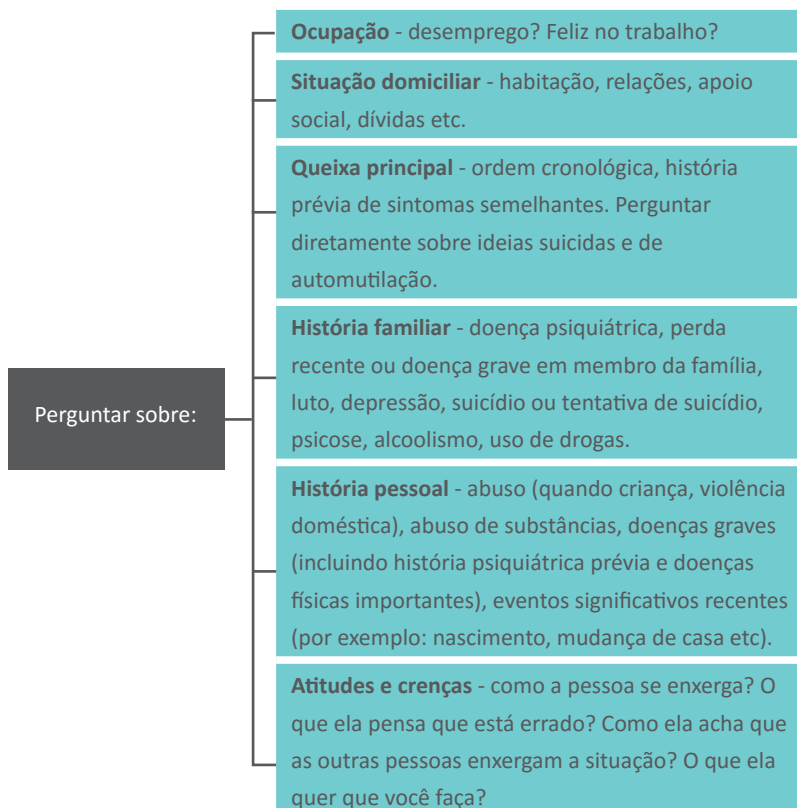 Perguntar sobre:
Ocupação - desemprego? Feliz no trabalho?
Situação domiciliar - habitação, relações, apoio
social, dívidas etc.
Queixa principal - ordem cronológica, história
prévia de sintomas semelhantes. Perguntar
diretamente sobre ideias suicidas e de
automutilação.
História familiar - doença psiquiátrica, perda
recente ou doença grave em membro da família,
luto, depressão, suicídio ou tentativa de suicídio,
psicose, alcoolismo, uso de drogas.
História pessoal - abuso (quando criança, violência
doméstica), abuso de substâncias, doenças graves
(incluindo história psiquiátrica prévia e doenças
físicas importantes), eventos significativos recentes
(por exemplo: nascimento, mudança de casa etc).
Atitudes e crenças - como a pessoa se enxerga? O
que ela pensa que está errado? Como ela acha que
as outras pessoas enxergam a situação? O que ela
quer que você faça?